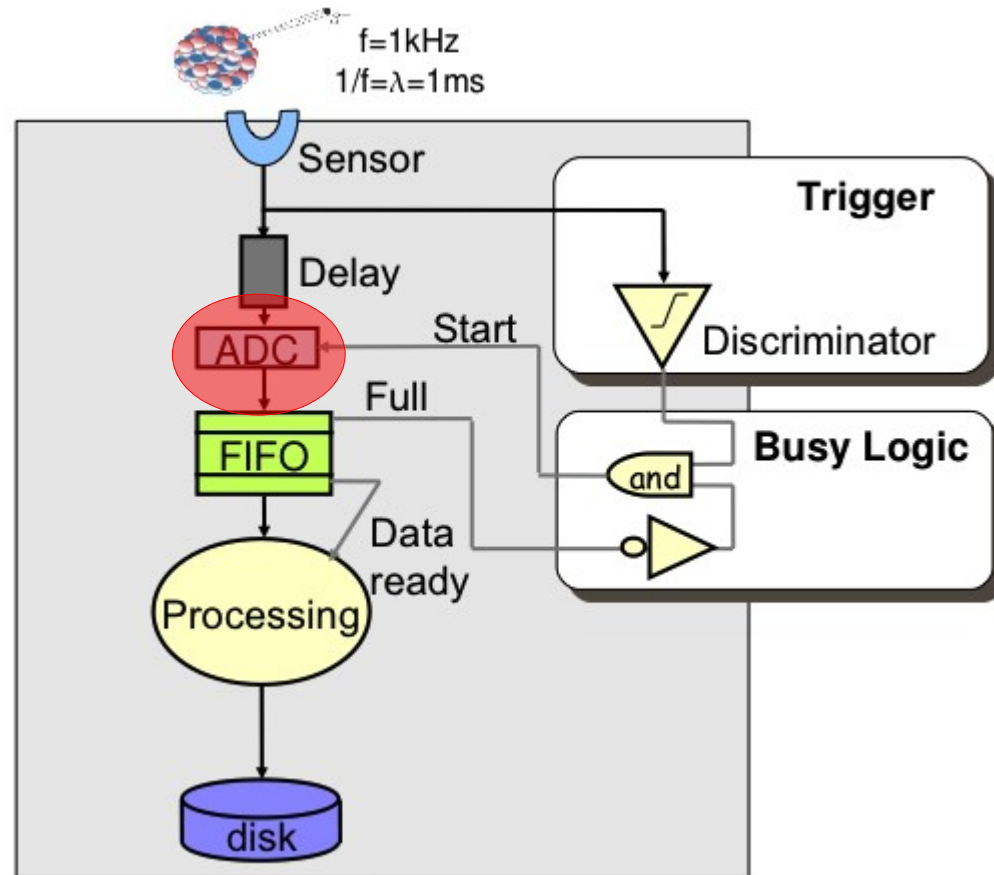 f=1kHz
1/f=λ=1ms
Sensor
Trigger
Delay
Discriminator
Start
ADC
Full
Busy Logic
FIFO
and
Data
ready
Processing
disk